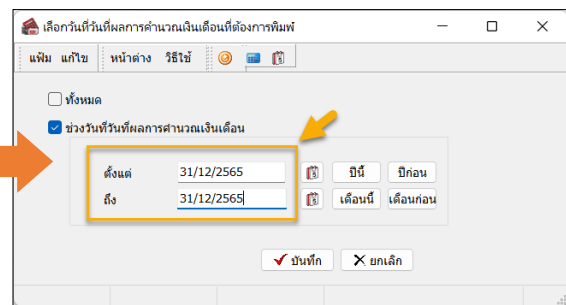 เลือกวันที่วันที่ผลการคำนวณเงินเดือนที่ต้องการพิมพ์
แฟ้ม แก้ไข หน้าต่าง วิธีใช้
ทั้งหมด
ช่วงวันที่วันที่ผลการคำนวณเงินเดือน
ตั้งแต่ 31/12/2565 ปีนี้ ปีก่อน
ถึง 31/12/2565 เดือนนี้ เดือนก่อน
บันทึก ยกเลิก